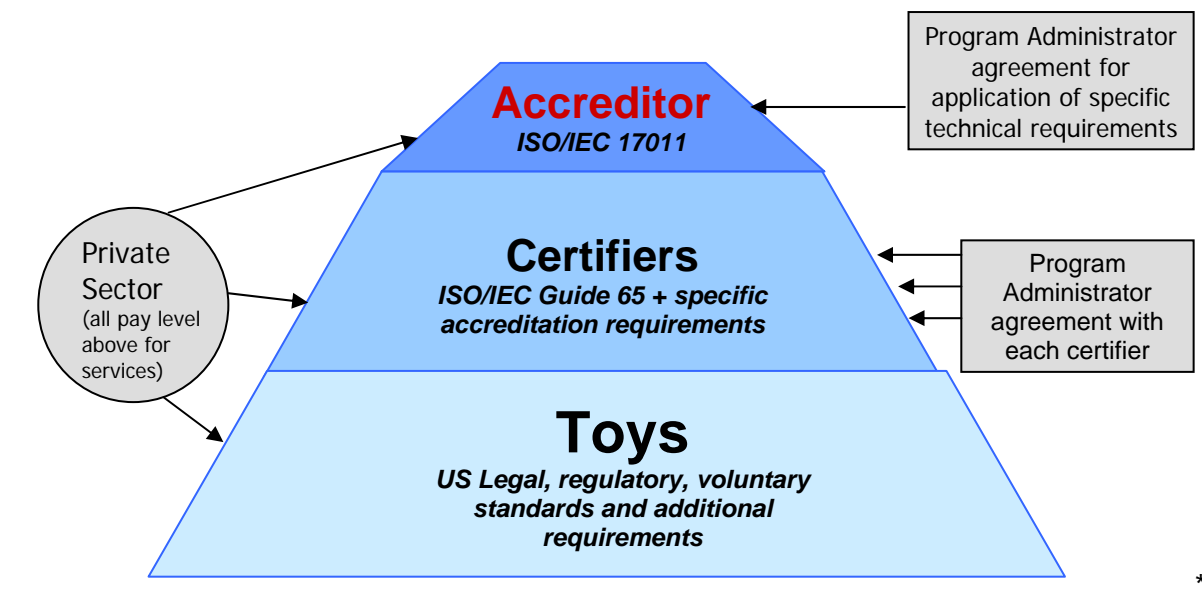 Program Administrator
agreement for
application of specific
technical requirements
Accreditor
ISO/IEC 17011
Private
Sector
(all pay level
above for
services)
Certifiers
ISO/IEC Guide 65 + specific
accreditation requirements
Program
Administrator
agreement with
each certifier
Toys
US Legal, regulatory, voluntary
standards and additional
requirements
*